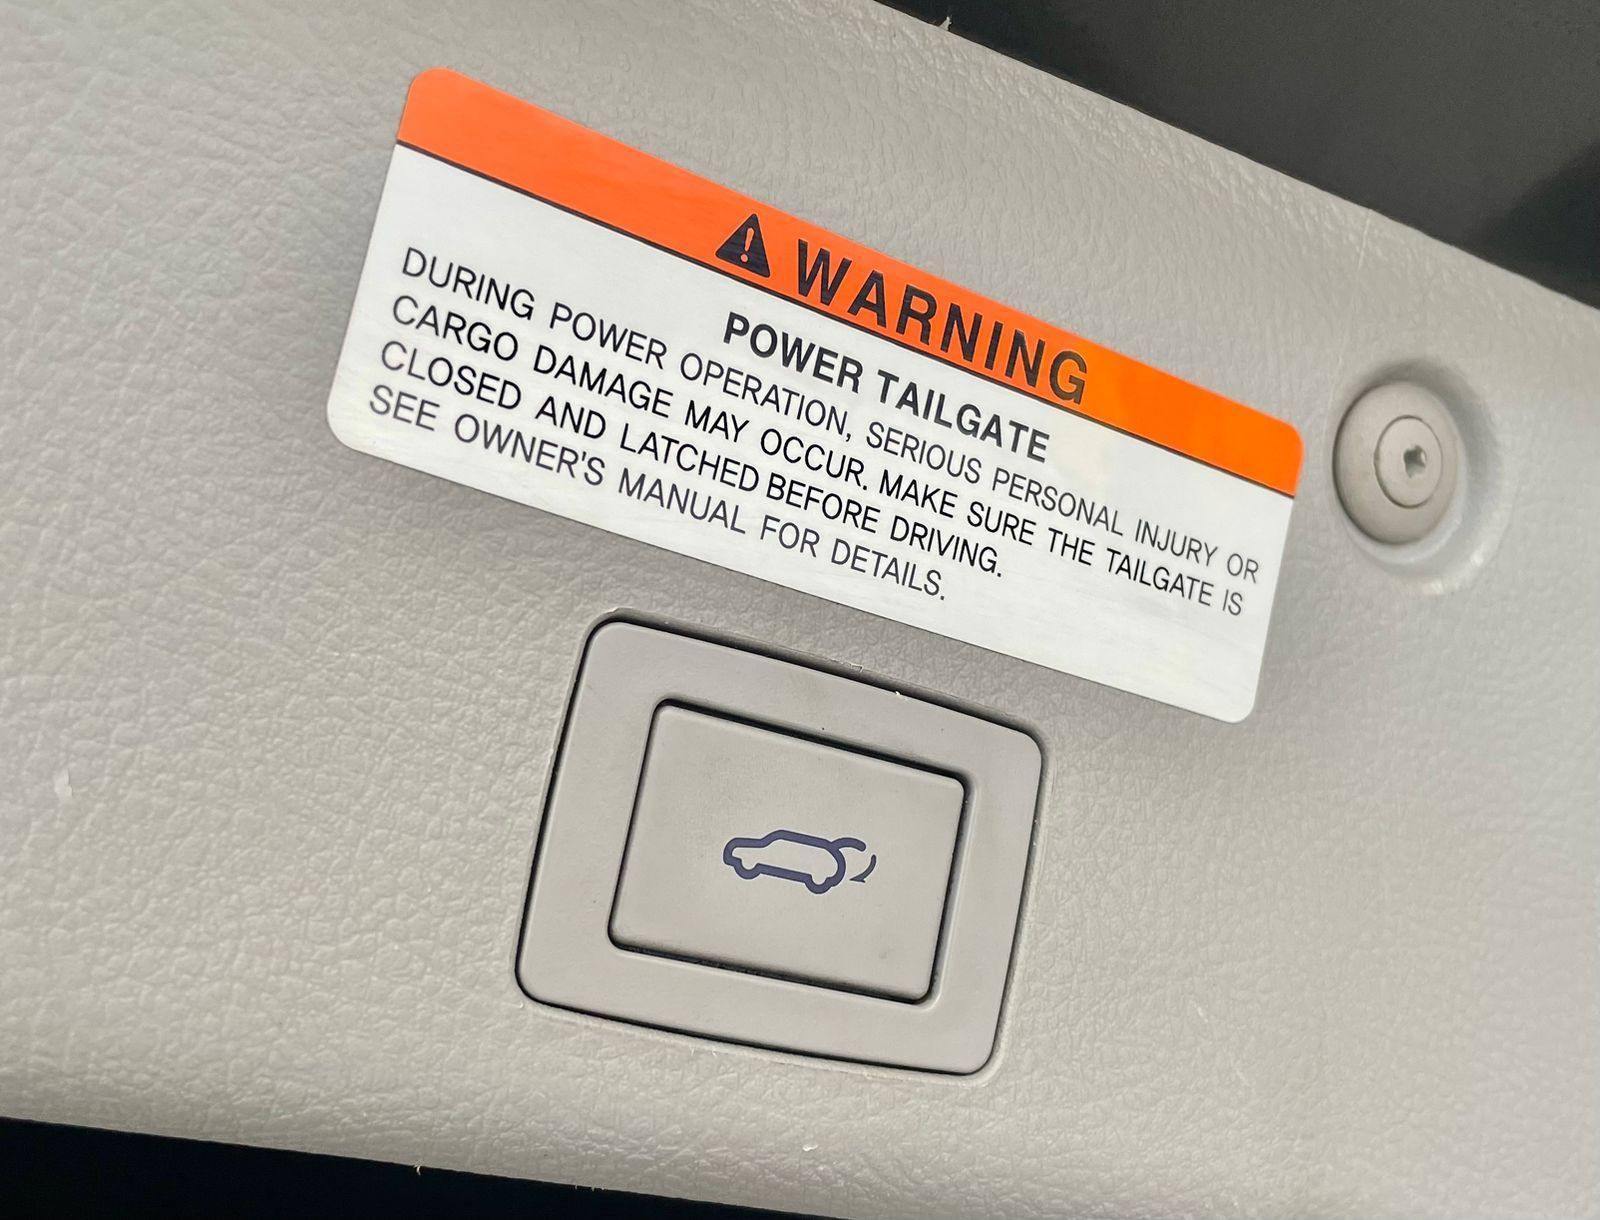 WARNING
POWER TAILGATE
DURING POWER OPERATION, SERIOUS PERSONAL INJURY OR
CARGO DAMAGE MAY OCCUR. MAKE SURE THE TAILGATE IS
CLOSED AND LATCHED BEFORE DRIVING.
SEE OWNER'S MANUAL FOR DETAILS.